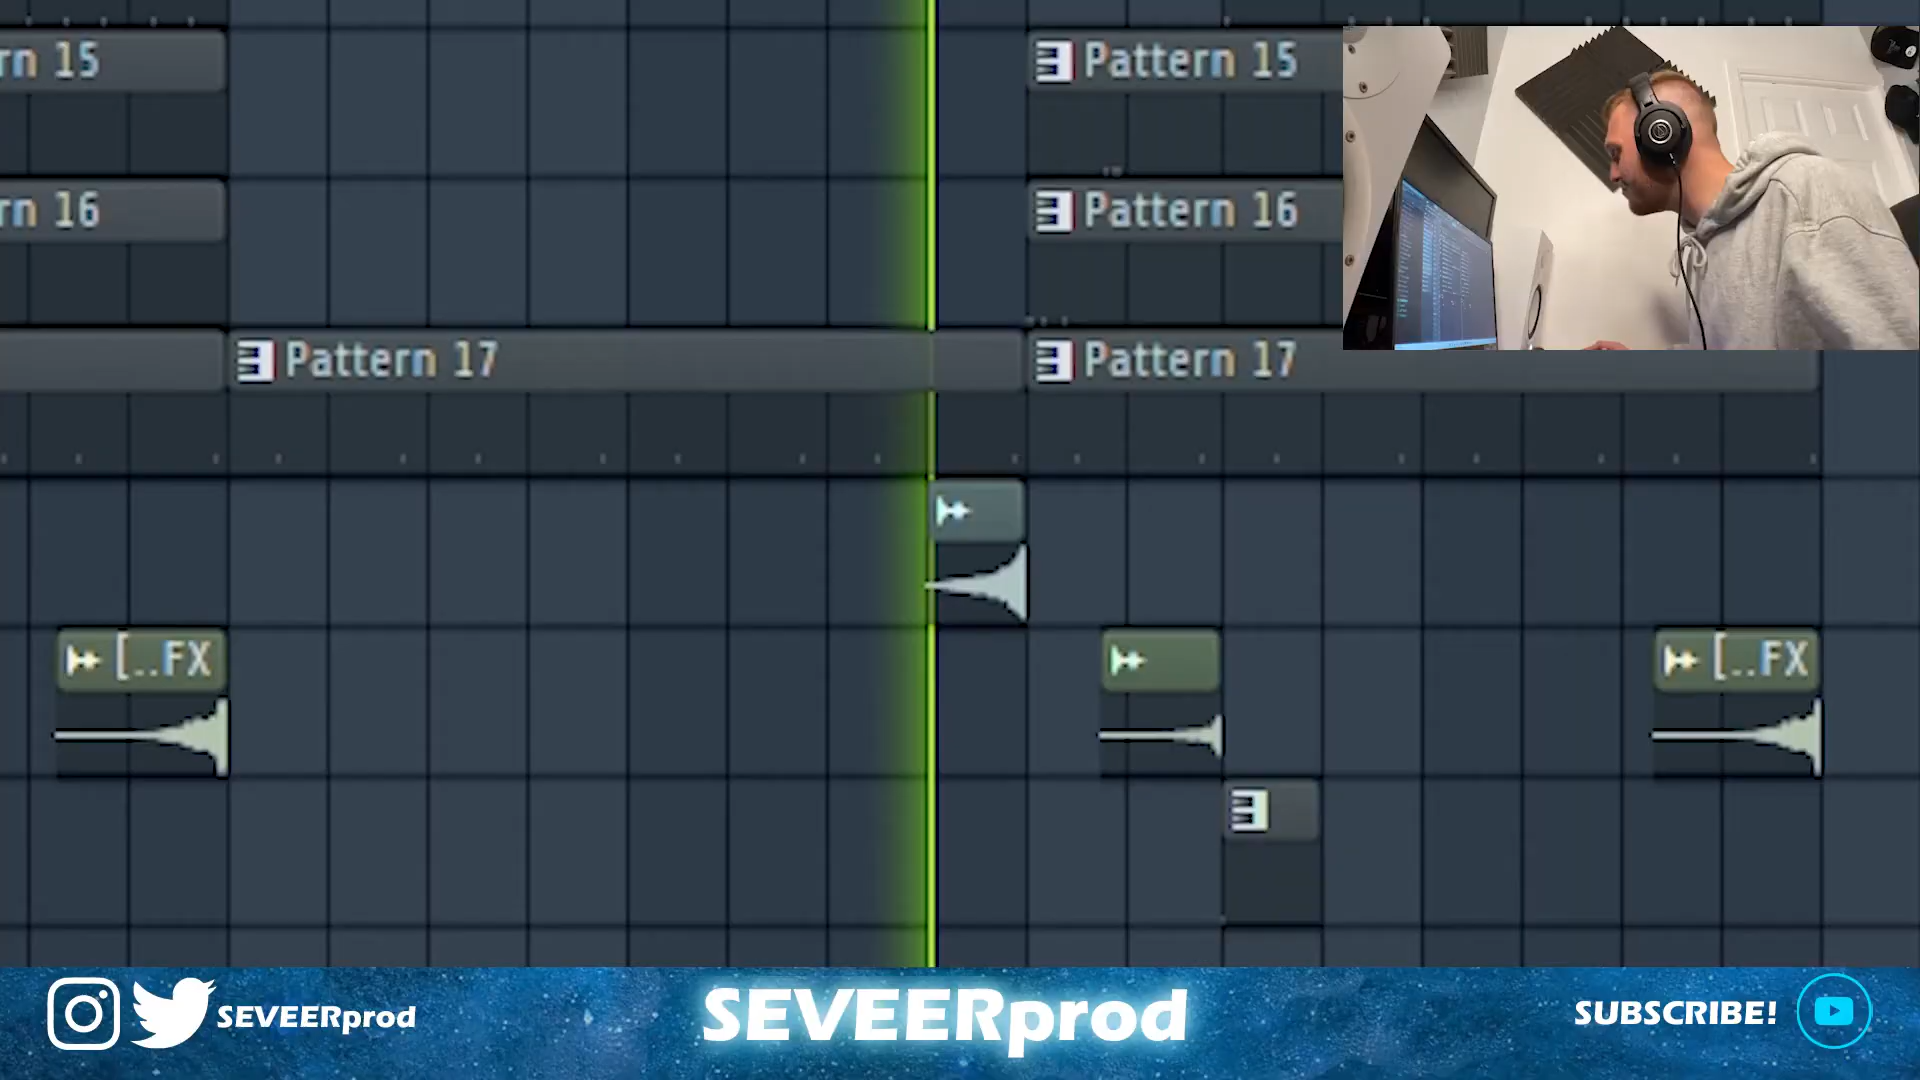 rn 15
Pattern 15
rn 16
Pattern 16
Pattern 17
Pattern 17
[..FX
[..FX
SEVEERprod
SEVEERprod
SUBSCRIBE!